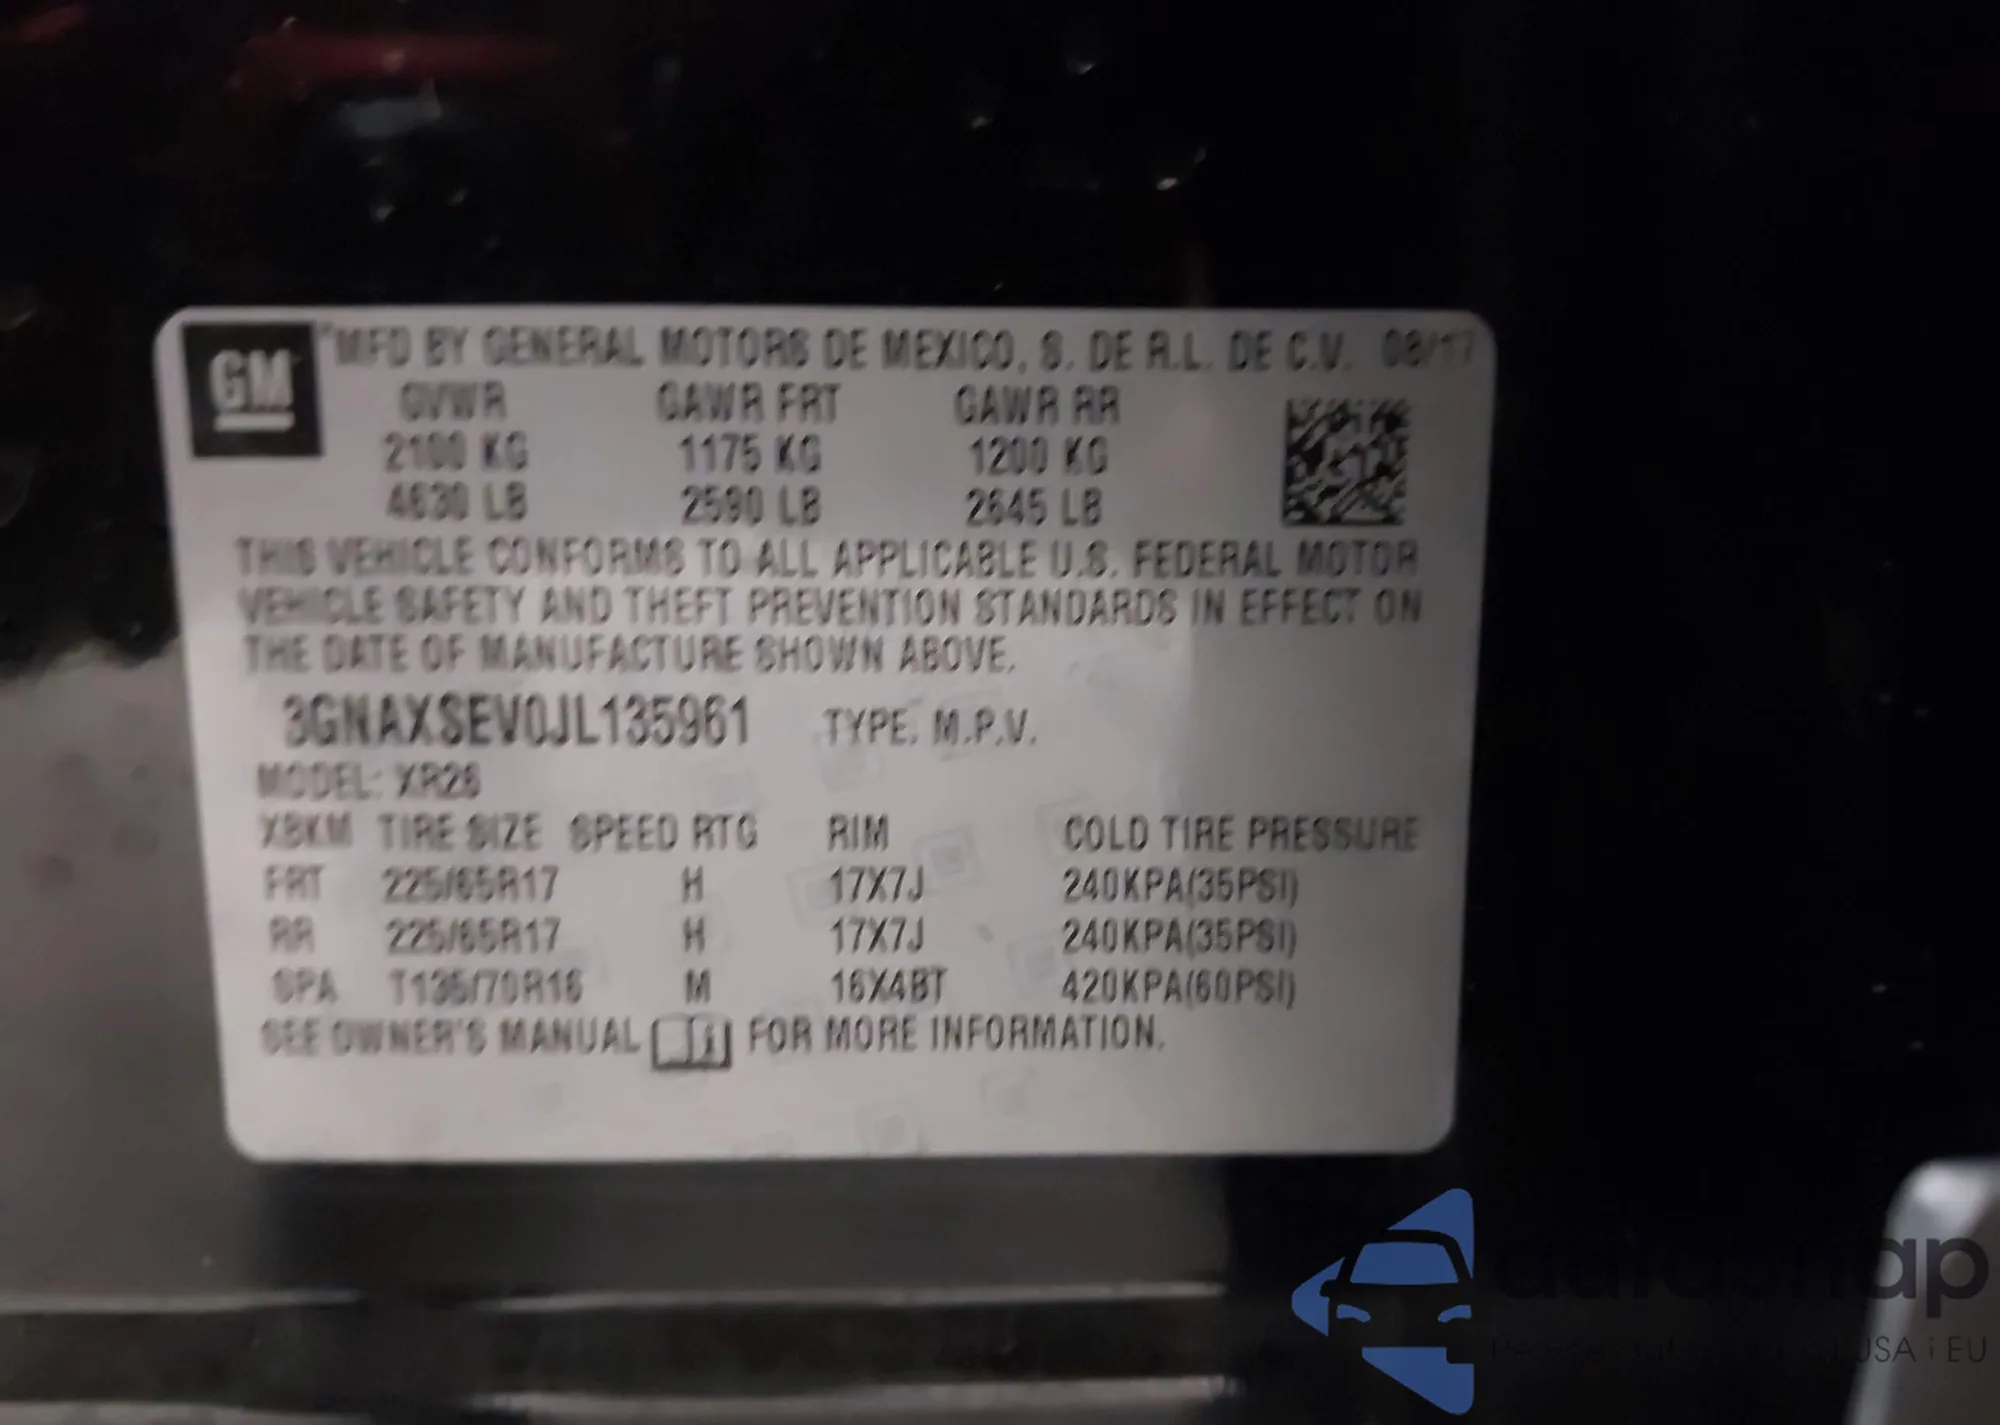 GM
MFD BY GENERAL MOTORS DE MEXICO, S. DE R.L. DE C.V. 08/17
GVWR GAWR FRT GAWR RR
2100 KG 1175 KG 1200 KG
4630 LB 2590 LB 2645 LB
THIS VEHICLE CONFORMS TO ALL APPLICABLE U.S. FEDERAL MOTOR
VEHICLE SAFETY AND THEFT PREVENTION STANDARDS IN EFFECT ON
THE DATE OF MANUFACTURE SHOWN ABOVE.
3GNAXSEV0JL135961 TYPE: M.P.V.
MODEL: XR26
XBKM TIRE SIZE SPEED RTG RIM COLD TIRE PRESSURE
FRT 225/65R17 H 17X7J 240KPA(35PSI)
RR 225/65R17 H 17X7J 240KPA(35PSI)
SPA T135/70R16 M 16X4BT 420KPA(60PSI)
SEE OWNER'S MANUAL FOR MORE INFORMATION.
USA i EU